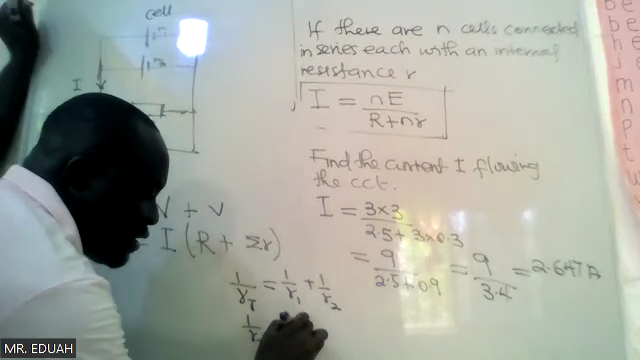 cell
I
V + V
I (R + Σr)
1/r_T = 1/r_1 + 1/r_2
1/r
If there are n cells connected
in series each with an internal
resistance r
I = nE / R + nr
Find the current I flowing
the cct.
I = 3×3 / 2.5 + 3×0.3
= 9 / 2.5 + 0.9 = 9 / 3.4 = 2.647A
MR. EDUAH